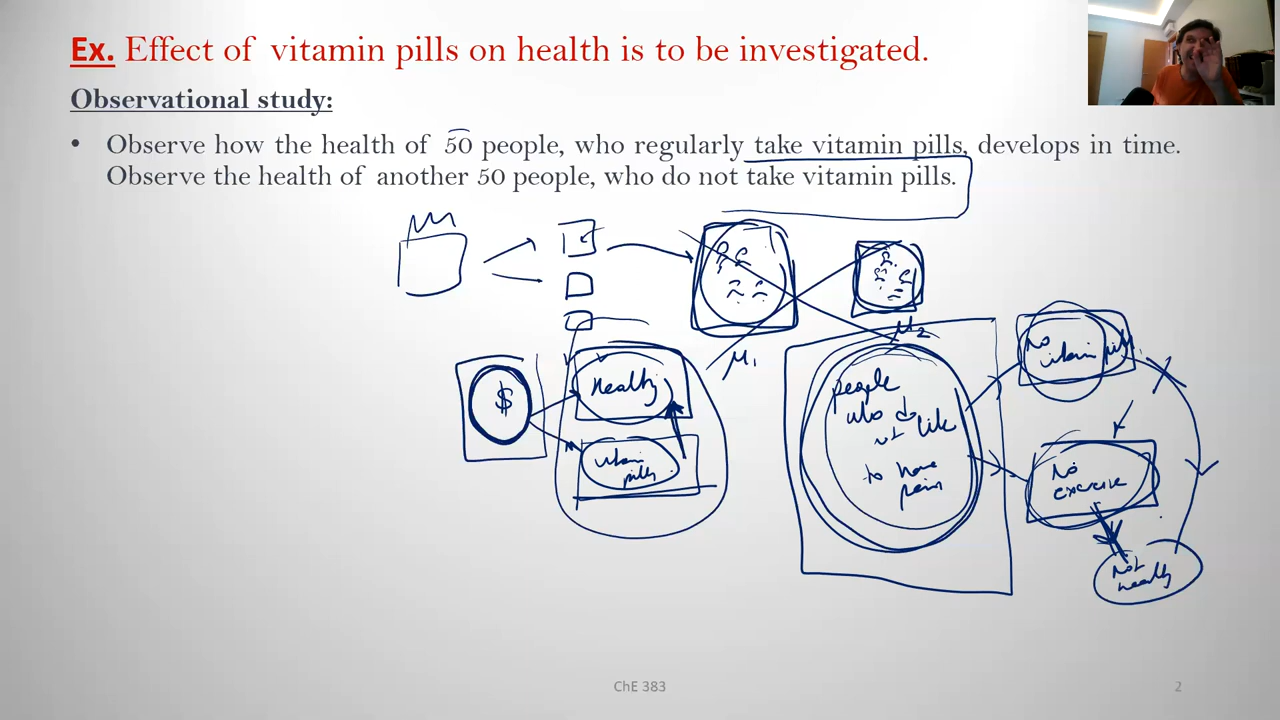 Ex. Effect of vitamin pills on health is to be investigated.
Observational study:
• Observe how the health of 50 people, who regularly take vitamin pills, develops in time.
Observe the health of another 50 people, who do not take vitamin pills.
μ1
μ2
$
Healthy
vitamin
pills
people
who do
not like
to have
pain
No
vitamin pills
No
exercise
not
healthy
ChE 383
2